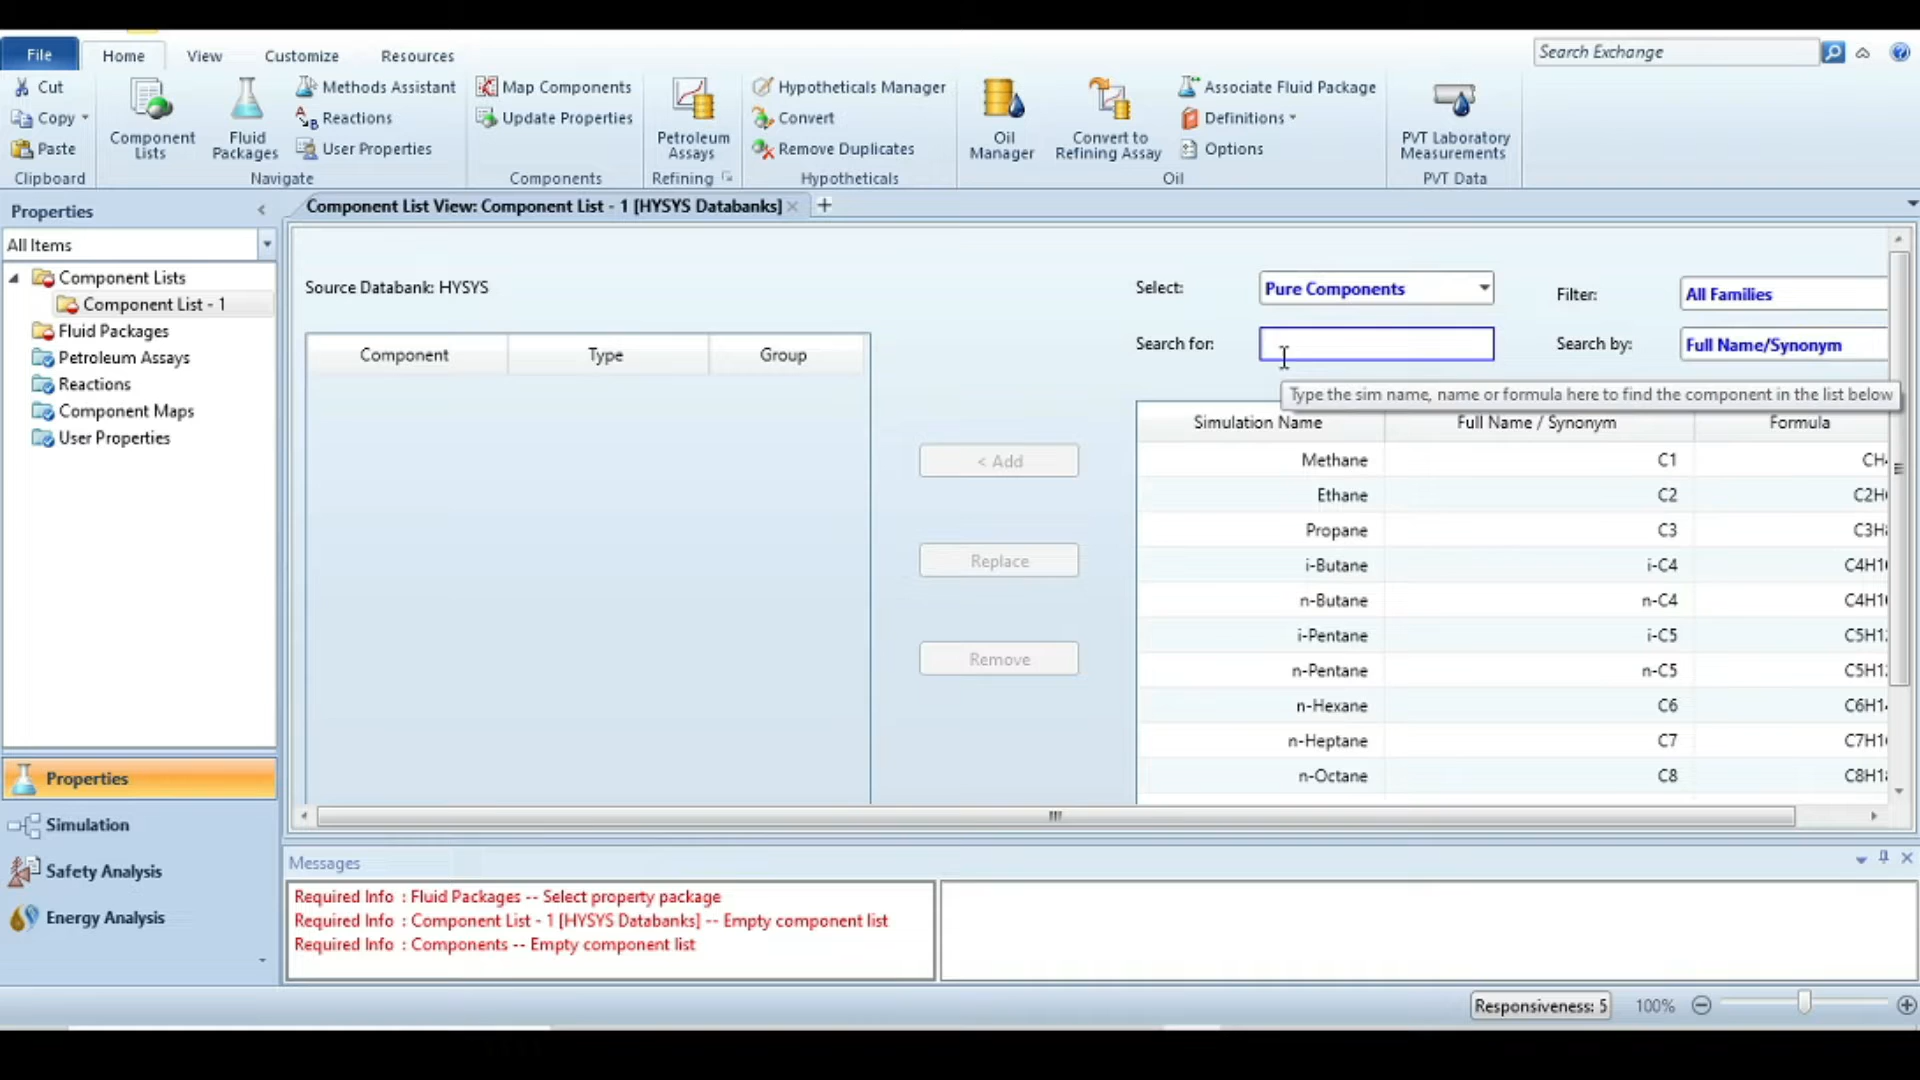 File Home View Customize Resources Search Exchange
Cut
Copy
Paste
Clipboard
Component Lists
Fluid Packages
Methods Assistant
Reactions
User Properties
Navigate
Map Components
Update Properties
Components
Petroleum Assays
Refining
Hypotheticals Manager
Convert
Remove Duplicates
Hypotheticals
Oil Manager
Convert to Refining Assay
Associate Fluid Package
Definitions
Options
Oil
PVT Laboratory Measurements
PVT Data
Properties
All Items
Component Lists
Component List - 1
Fluid Packages
Petroleum Assays
Reactions
Component Maps
User Properties
Properties
Simulation
Safety Analysis
Energy Analysis
Component List View: Component List - 1 [HYSYS Databanks]
Source Databank: HYSYS
Component Type Group
< Add
Replace
Remove
Select: Pure Components Filter: All Families
Search for: Search by: Full Name/Synonym
Type the sim name, name or formula here to find the component in the list below
Simulation Name Full Name / Synonym Formula
Methane C1
Ethane C2
Propane C3
i-Butane i-C4
n-Butane n-C4
i-Pentane i-C5
n-Pentane n-C5
n-Hexane C6
n-Heptane C7
n-Octane C8
Messages
Required Info : Fluid Packages -- Select property package
Required Info : Component List - 1 [HYSYS Databanks] -- Empty component list
Required Info : Components -- Empty component list
Responsiveness: 5 100%